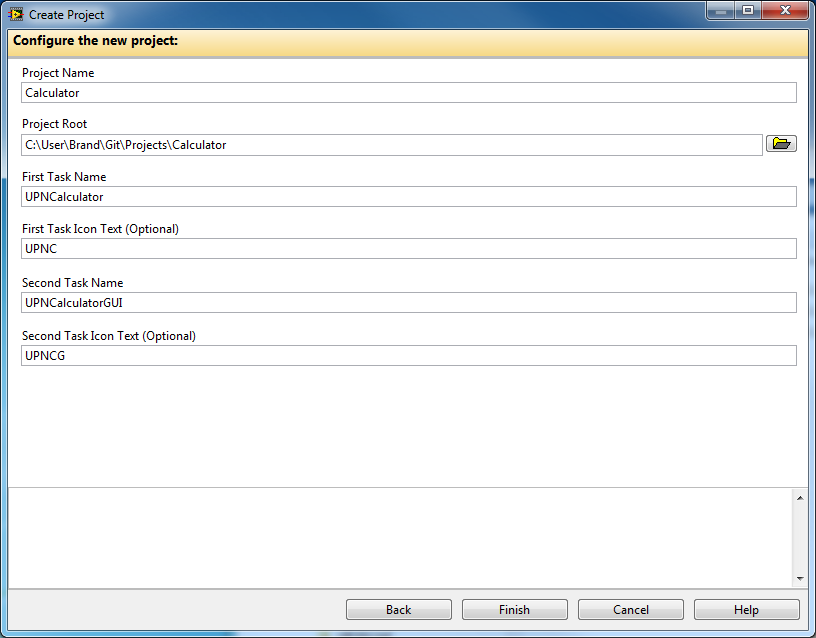 Create Project
Configure the new project:
Project Name
Calculator
Project Root
C:\User\Brand\Git\Projects\Calculator
First Task Name
UPNCalculator
First Task Icon Text (Optional)
UPNC
Second Task Name
UPNCalculatorGUI
Second Task Icon Text (Optional)
UPNCG
Back Finish Cancel Help